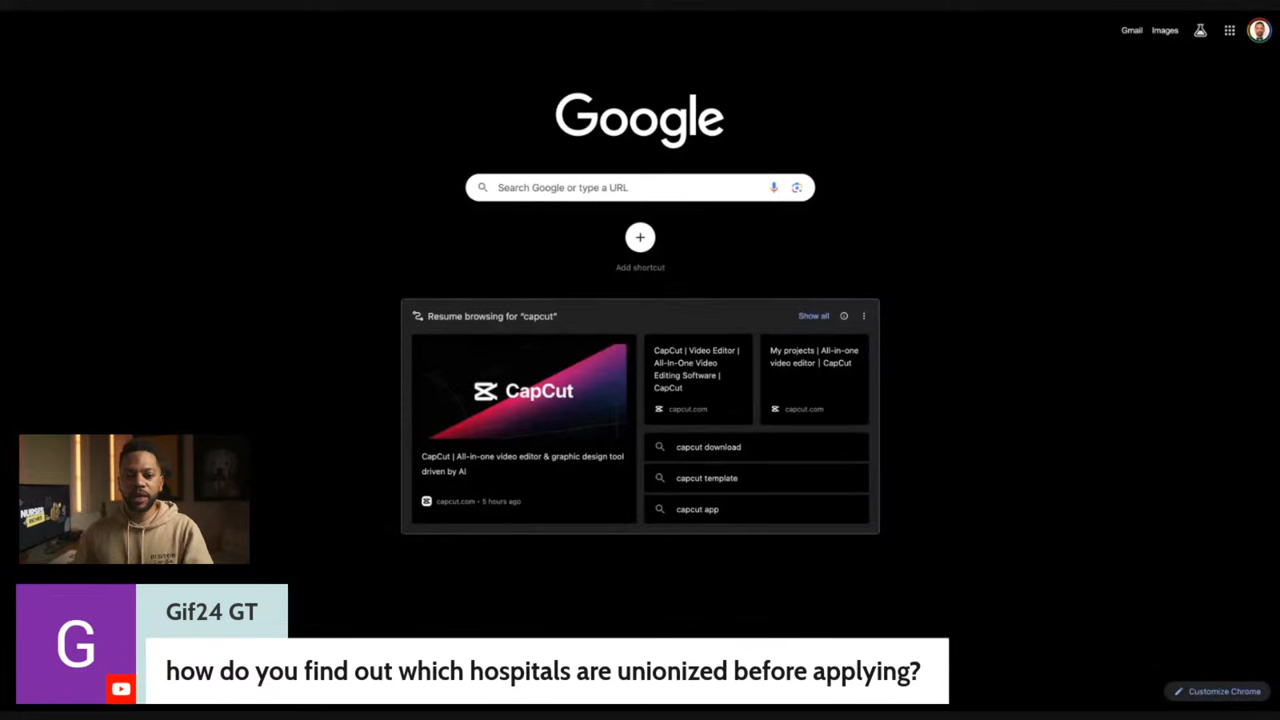 Gmail Images
Google
Search Google or type a URL
Add shortcut
Resume browsing for “capcut”
Show all
CapCut
CapCut | All-in-one video editor & graphic design tool
driven by AI
capcut.com • 5 hours ago
CapCut | Video Editor |
All-In-One Video
Editing Software |
CapCut
capcut.com
My projects | All-in-one
video editor | CapCut
capcut.com
capcut download
capcut template
capcut app
G
Gif24 GT
how do you find out which hospitals are unionized before applying?
Customize Chrome